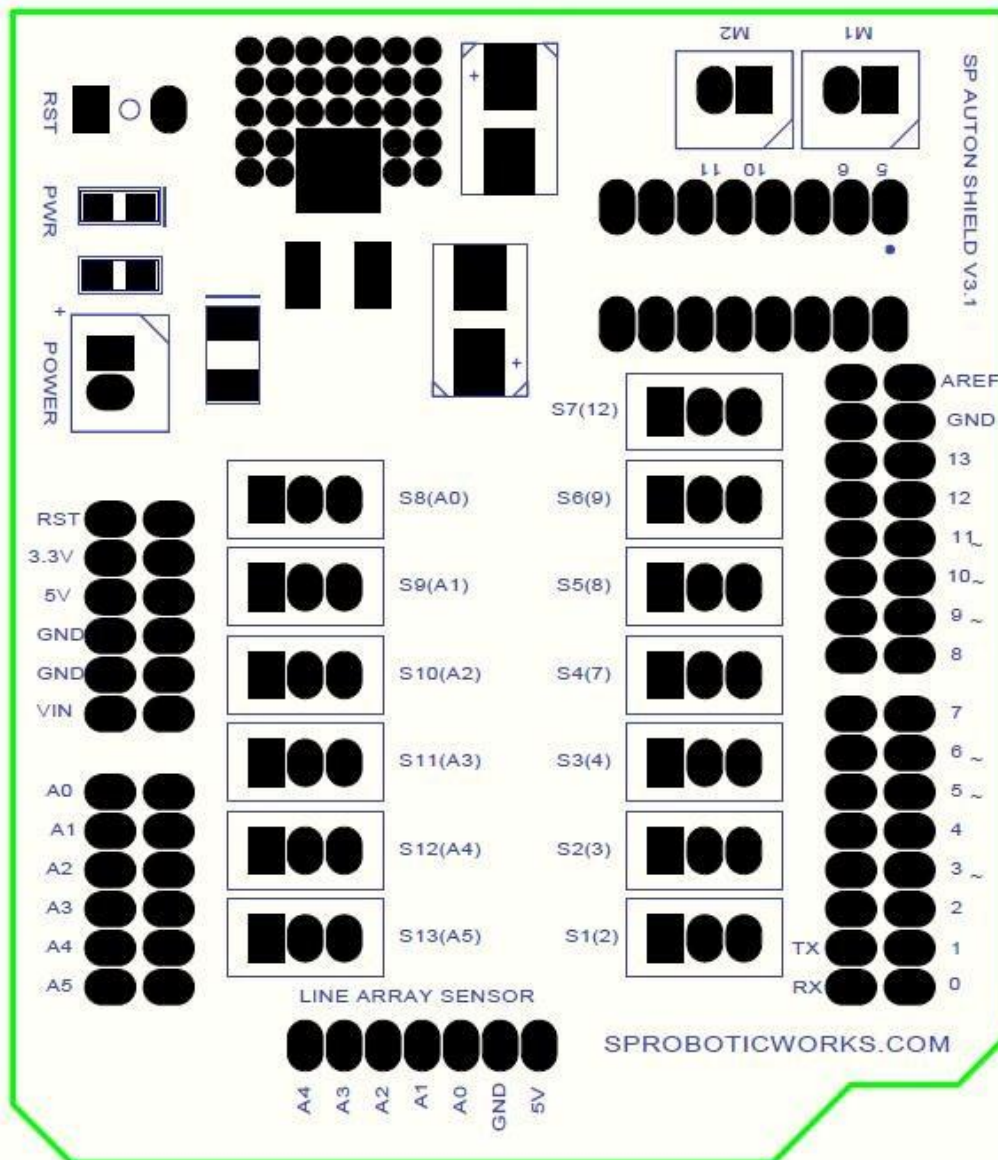 M2
M1
SP AUTON SHIELD V3.1
RST
PWR
+
+
POWER
+
11
10
6
5
S7(12)
S8(A0)
S6(9)
S9(A1)
S5(8)
S10(A2)
S4(7)
S11(A3)
S3(4)
S12(A4)
S2(3)
S13(A5)
S1(2)
RST
3.3V
5V
GND
GND
VIN
A0
A1
A2
A3
A4
A5
AREF
GND
13
12
11~
10~
9~
8
7
6~
5~
4
3~
2
TX 1
RX 0
LINE ARRAY SENSOR
A4
A3
A2
A1
A0
GND
5V
SPROBOTICWORKS.COM